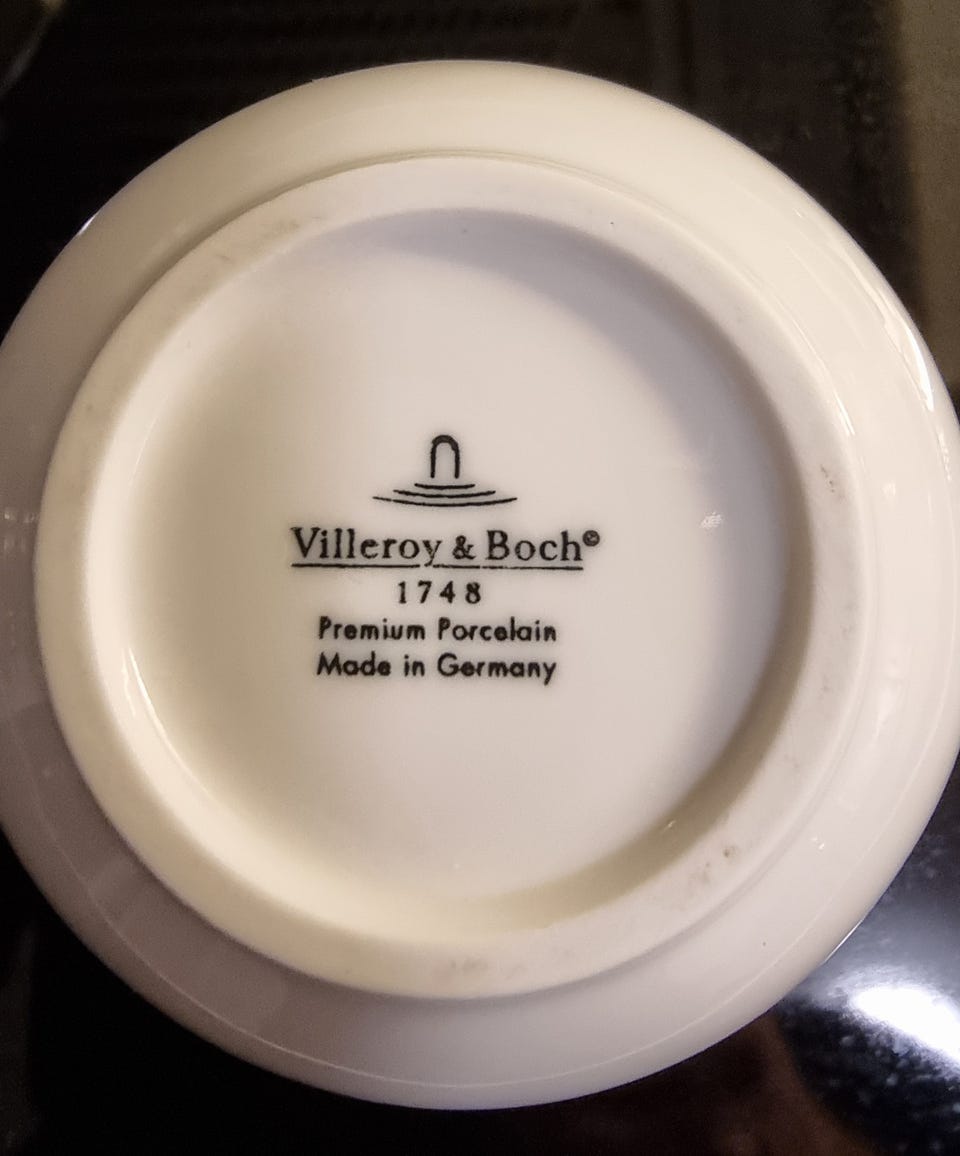 Villeroy & Boch©
1748
Premium Porcelain
Made in Germany